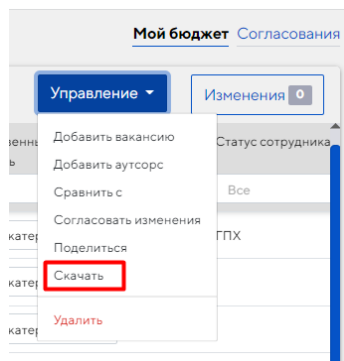 Мой бюджет Согласования
Управление Изменения 0
Добавить вакансию
Статус сотрудника
Добавить аутсорс
Сравнить с
Все
Согласовать изменения
ГПХ
Поделиться
Скачать
Удалить